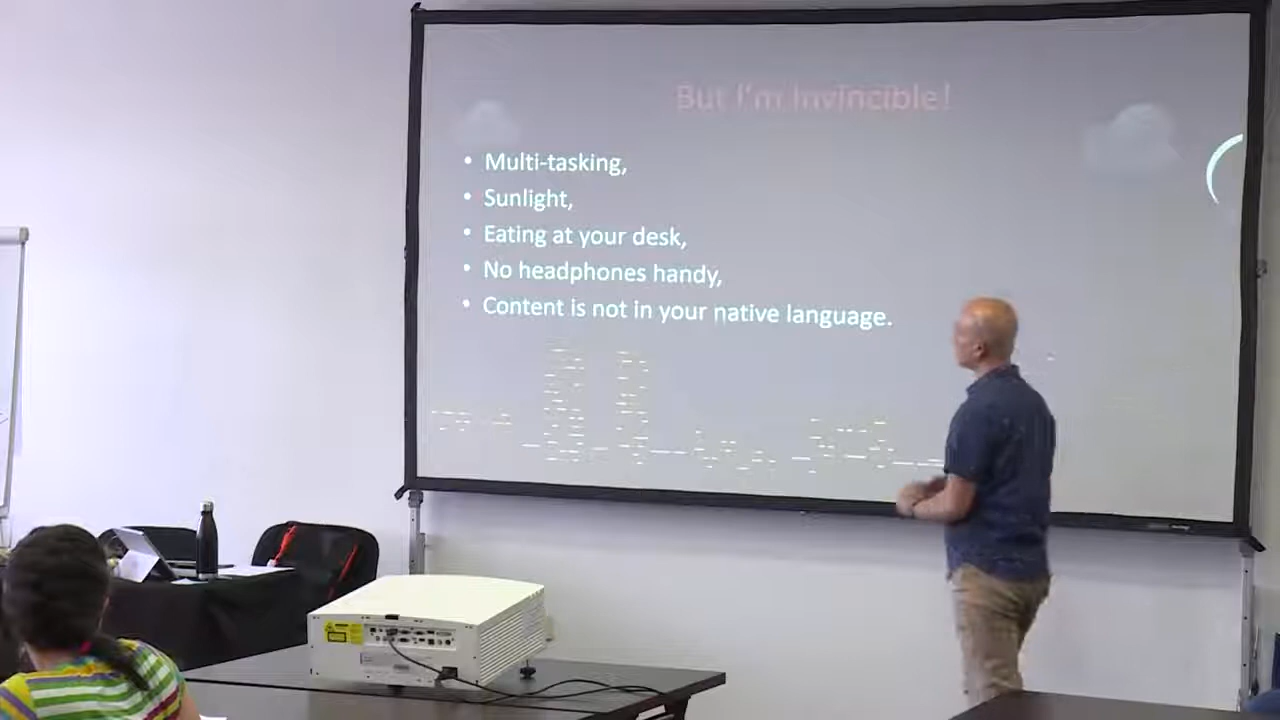 But I'm Invincible!
• Multi-tasking,
• Sunlight,
• Eating at your desk,
• No headphones handy,
• Content is not in your native language.